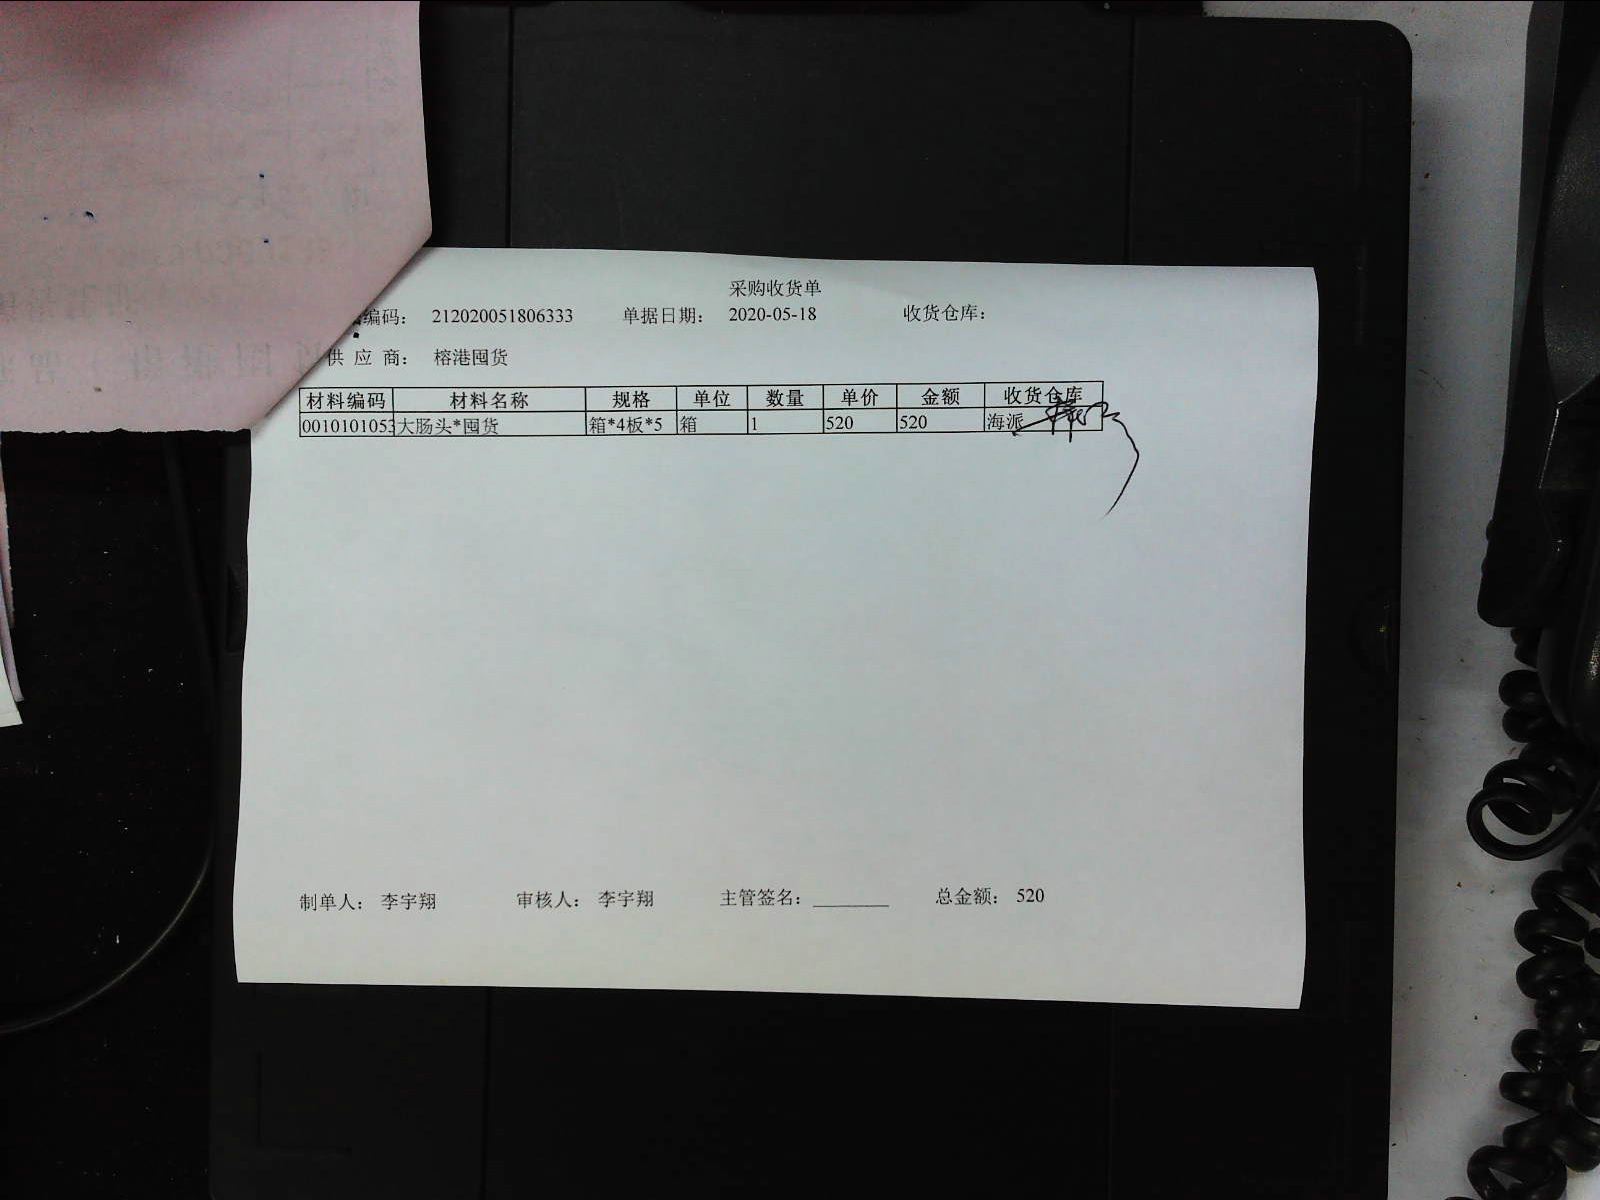 采购收货单
编码： 212020051806333 单据日期： 2020-05-18 收货仓库：
供 应 商： 榕港囤货
材料编码 材料名称 规格 单位 数量 单价 金额 收货仓库
0010101053 大肠头*囤货 箱*4板*5 箱 1 520 520 海派
制单人： 李宇翔 审核人： 李宇翔 主管签名： 总金额： 520